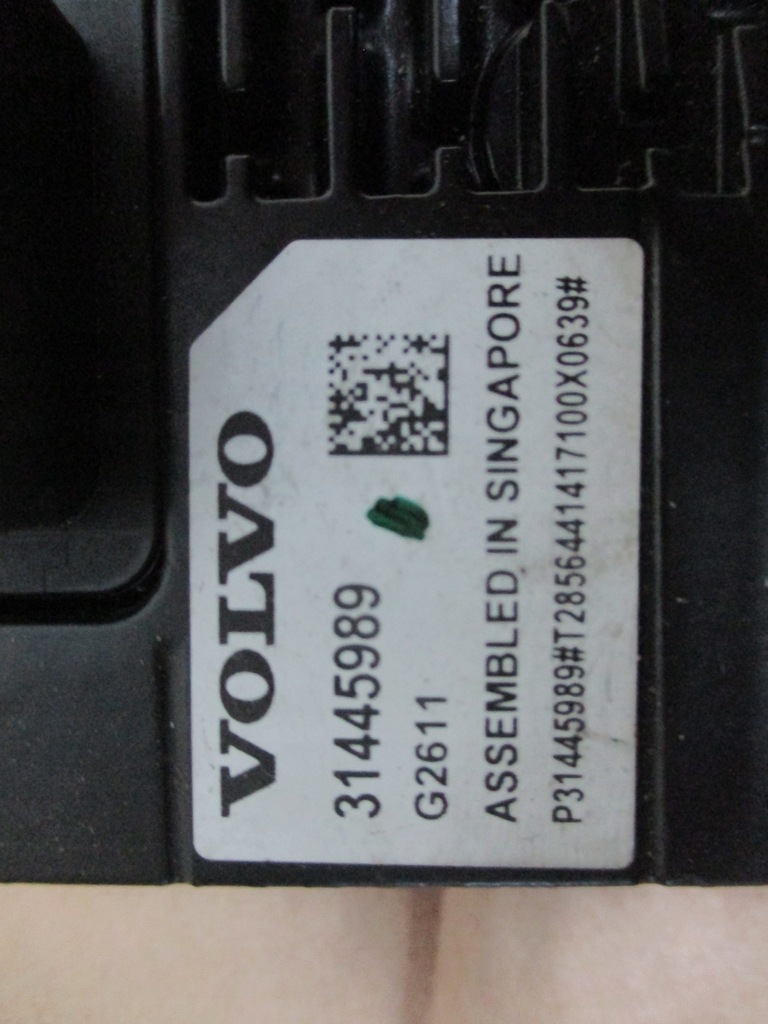 VOLVO
31445989
G2611
ASSEMBLED IN SINGAPORE
P31445989#T2856441417100X0639#